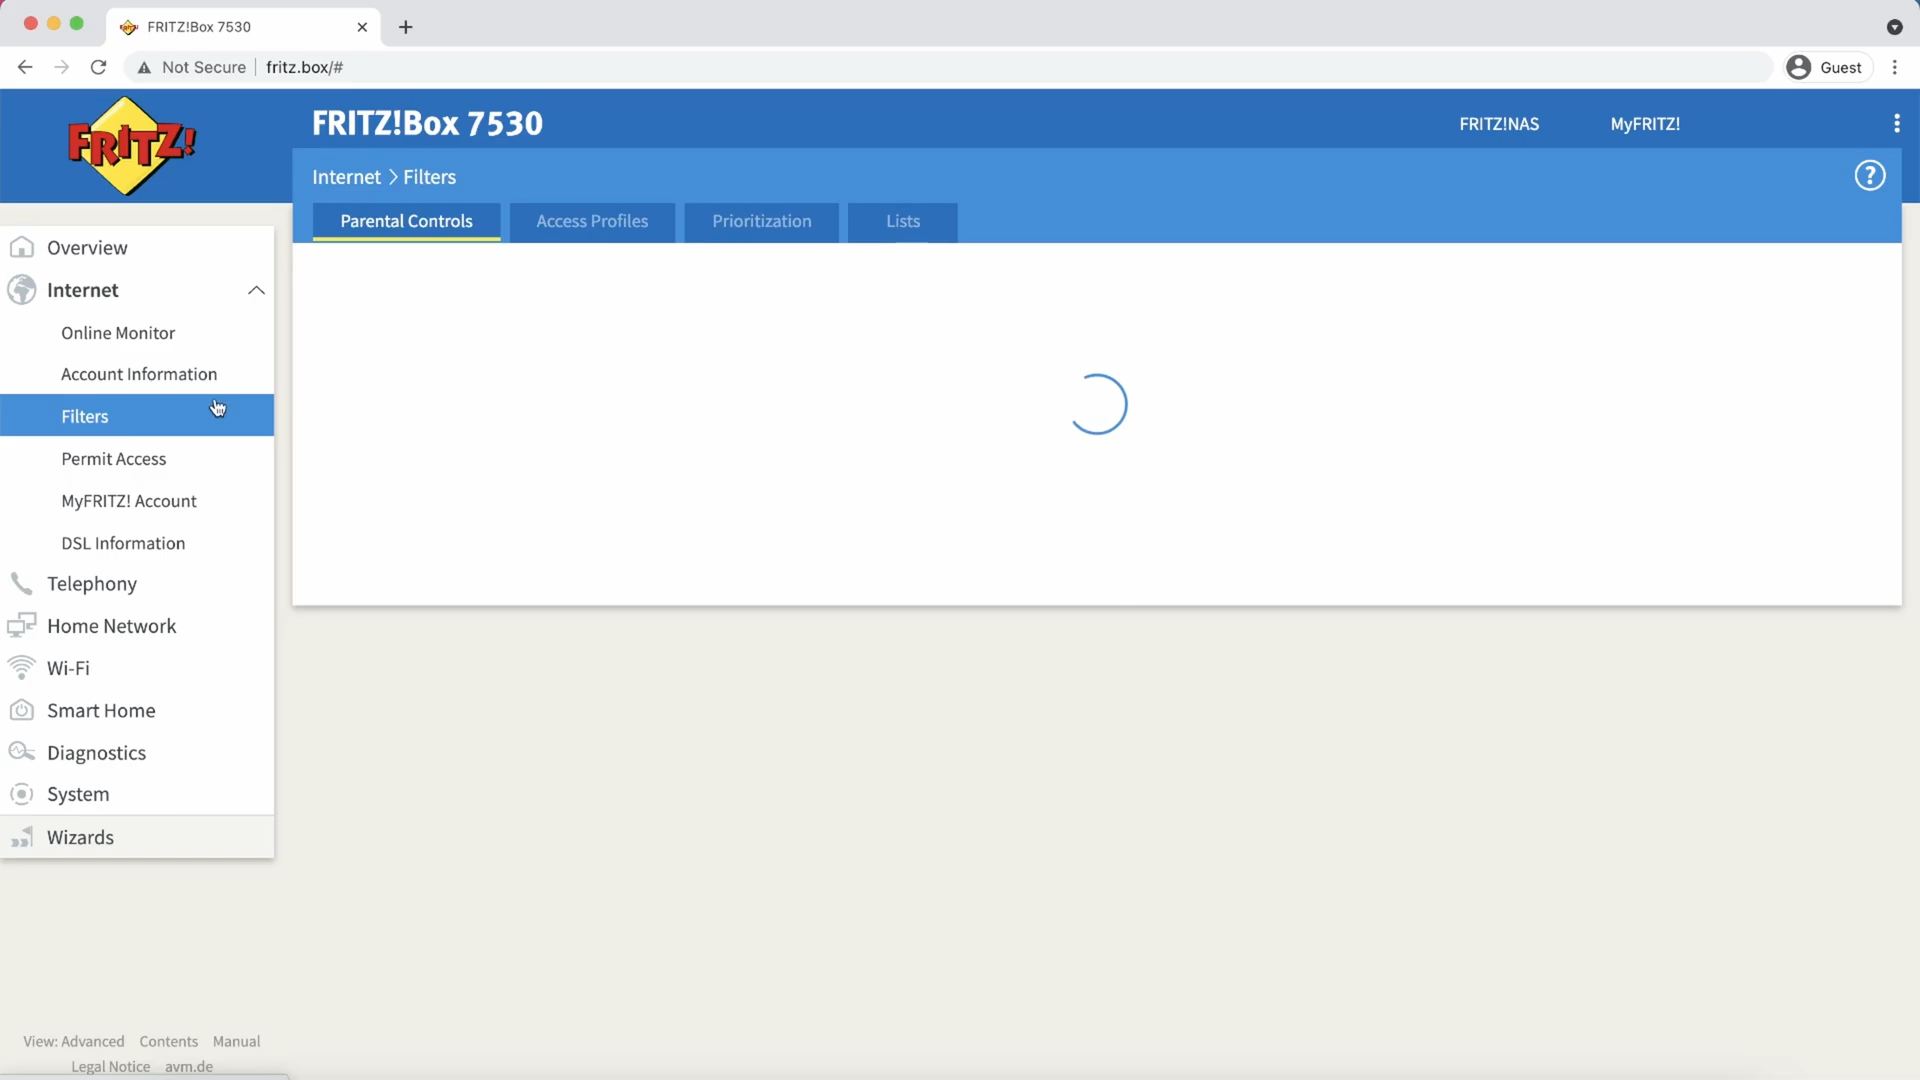 FRITZ!Box 7530
Not Secure
fritz.box/#
Guest
FRITZ!
FRITZ!Box 7530
FRITZ!NAS
MyFRITZ!
Internet > Filters
?
Parental Controls
Access Profiles
Prioritization
Lists
Overview
Internet
Online Monitor
Account Information
Filters
Permit Access
MyFRITZ! Account
DSL Information
Telephony
Home Network
Wi-Fi
Smart Home
Diagnostics
System
Wizards
View: Advanced Contents Manual
Legal Notice avm.de